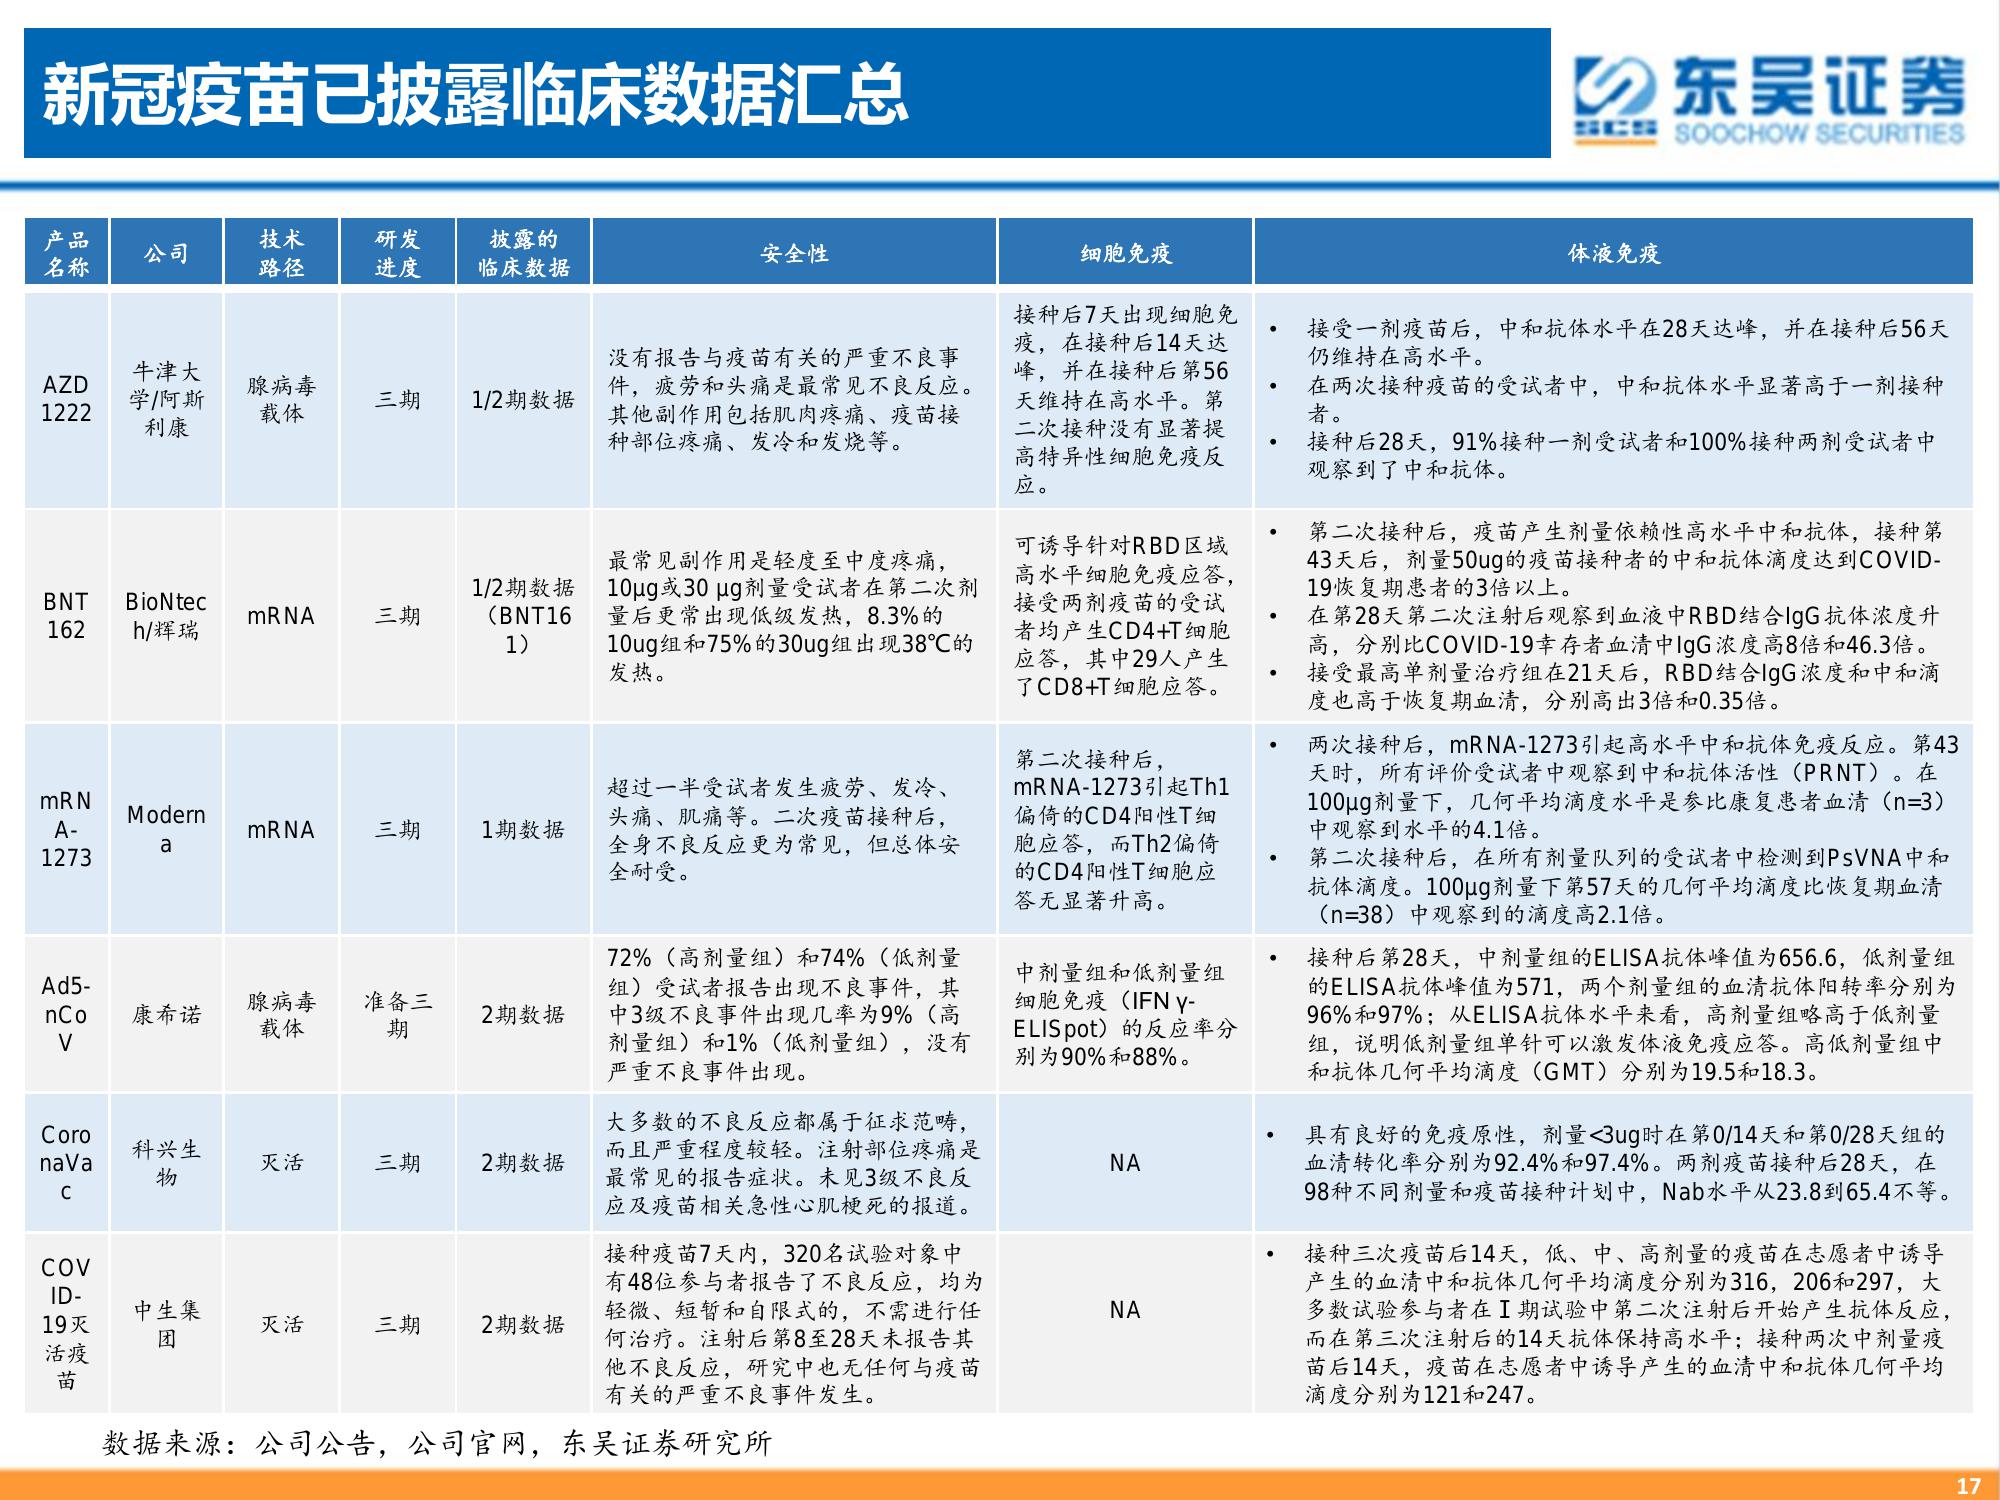 新冠疫苗已披露临床数据汇总
东吴证券
SCS
SOOCHOW SECURITIES
产品
名称
公司
技术
路径
研发
进度
披露的
临床数据
安全性
细胞免疫
体液免疫
AZD
1222
牛津大
学/阿斯
利康
腺病毒
载体
三期
1/2期数据
没有报告与疫苗有关的严重不良事
件，疲劳和头痛是最常见不良反应。
其他副作用包括肌肉疼痛、疫苗接
种部位疼痛、发冷和发烧等。
接种后7天出现细胞免
疫，在接种后14天达
峰，并在接种后第56
天维持在高水平。第
二次接种没有显著提
高特异性细胞免疫反
应。
• 接受一剂疫苗后，中和抗体水平在28天达峰，并在接种后56天
仍维持在高水平。
• 在两次接种疫苗的受试者中，中和抗体水平显著高于一剂接种
者。
• 接种后28天，91%接种一剂受试者和100%接种两剂受试者中
观察到了中和抗体。
BNT
162
BioNtec
h/辉瑞
mRNA
三期
1/2期数据
（BNT16
1）
最常见副作用是轻度至中度疼痛，
10μg或30 μg剂量受试者在第二次剂
量后更常出现低级发热，8.3%的
10ug组和75%的30ug组出现38℃的
发热。
可诱导针对RBD区域
高水平细胞免疫应答，
接受两剂疫苗的受试
者均产生CD4+T细胞
应答，其中29人产生
了CD8+T细胞应答。
• 第二次接种后，疫苗产生剂量依赖性高水平中和抗体，接种第
43天后，剂量50ug的疫苗接种者的中和抗体滴度达到COVID-
19恢复期患者的3倍以上。
• 在第28天第二次注射后观察到血液中RBD结合IgG抗体浓度升
高，分别比COVID-19幸存者血清中IgG浓度高8倍和46.3倍。
• 接受最高单剂量治疗组在21天后，RBD结合IgG浓度和中和滴
度也高于恢复期血清，分别高出3倍和0.35倍。
mRN
A-
1273
Modern
a
mRNA
三期
1期数据
超过一半受试者发生疲劳、发冷、
头痛、肌痛等。二次疫苗接种后，
全身不良反应更为常见，但总体安
全耐受。
第二次接种后，
mRNA-1273引起Th1
偏倚的CD4阳性T细
胞应答，而Th2偏倚
的CD4阳性T细胞应
答无显著升高。
• 两次接种后，mRNA-1273引起高水平中和抗体免疫反应。第43
天时，所有评价受试者中观察到中和抗体活性（PRNT）。在
100μg剂量下，几何平均滴度水平是参比康复患者血清（n=3）
中观察到水平的4.1倍。
• 第二次接种后，在所有剂量队列的受试者中检测到PsVNA中和
抗体滴度。100μg剂量下第57天的几何平均滴度比恢复期血清
（n=38）中观察到的滴度高2.1倍。
Ad5-
nCo
V
康希诺
腺病毒
载体
准备三
期
2期数据
72%（高剂量组）和74%（低剂量
组）受试者报告出现不良事件，其
中3级不良事件出现几率为9%（高
剂量组）和1%（低剂量组），没有
严重不良事件出现。
中剂量组和低剂量组
细胞免疫（IFN γ-
ELISpot）的反应率分
别为90%和88%。
• 接种后第28天，中剂量组的ELISA抗体峰值为656.6，低剂量组
的ELISA抗体峰值为571，两个剂量组的血清抗体阳转率分别为
96%和97%；从ELISA抗体水平来看，高剂量组略高于低剂量
组，说明低剂量组单针可以激发体液免疫应答。高低剂量组中
和抗体几何平均滴度（GMT）分别为19.5和18.3。
Coro
naVa
c
科兴生
物
灭活
三期
2期数据
大多数的不良反应都属于征求范畴，
而且严重程度较轻。注射部位疼痛是
最常见的报告症状。未见3级不良反
应及疫苗相关急性心肌梗死的报道。
NA
• 具有良好的免疫原性，剂量<3ug时在第0/14天和第0/28天组的
血清转化率分别为92.4%和97.4%。两剂疫苗接种后28天，在
98种不同剂量和疫苗接种计划中，Nab水平从23.8到65.4不等。
COV
ID-
19灭
活疫
苗
中生集
团
灭活
三期
2期数据
接种疫苗7天内，320名试验对象中
有48位参与者报告了不良反应，均为
轻微、短暂和自限式的，不需进行任
何治疗。注射后第8至28天未报告其
他不良反应，研究中也无任何与疫苗
有关的严重不良事件发生。
NA
• 接种三次疫苗后14天，低、中、高剂量的疫苗在志愿者中诱导
产生的血清中和抗体几何平均滴度分别为316，206和297，大
多数试验参与者在Ⅰ期试验中第二次注射后开始产生抗体反应，
而在第三次注射后的14天抗体保持高水平；接种两次中剂量疫
苗后14天，疫苗在志愿者中诱导产生的血清中和抗体几何平均
滴度分别为121和247。
数据来源：公司公告，公司官网，东吴证券研究所
17